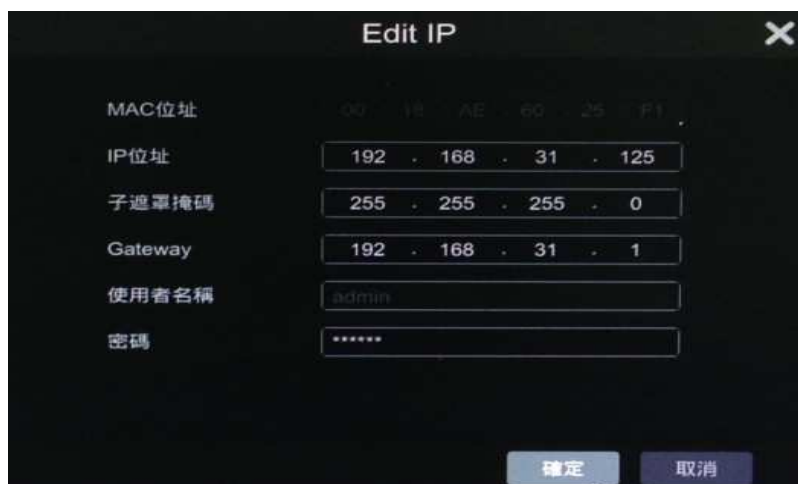 Edit IP
MAC位址 00 18 AE 60 25 F1
IP位址 192 . 168 . 31 . 125
子遮罩掩碼 255 . 255 . 255 . 0
Gateway 192 . 168 . 31 . 1
使用者名稱 admin
密碼 ******
確定 取消